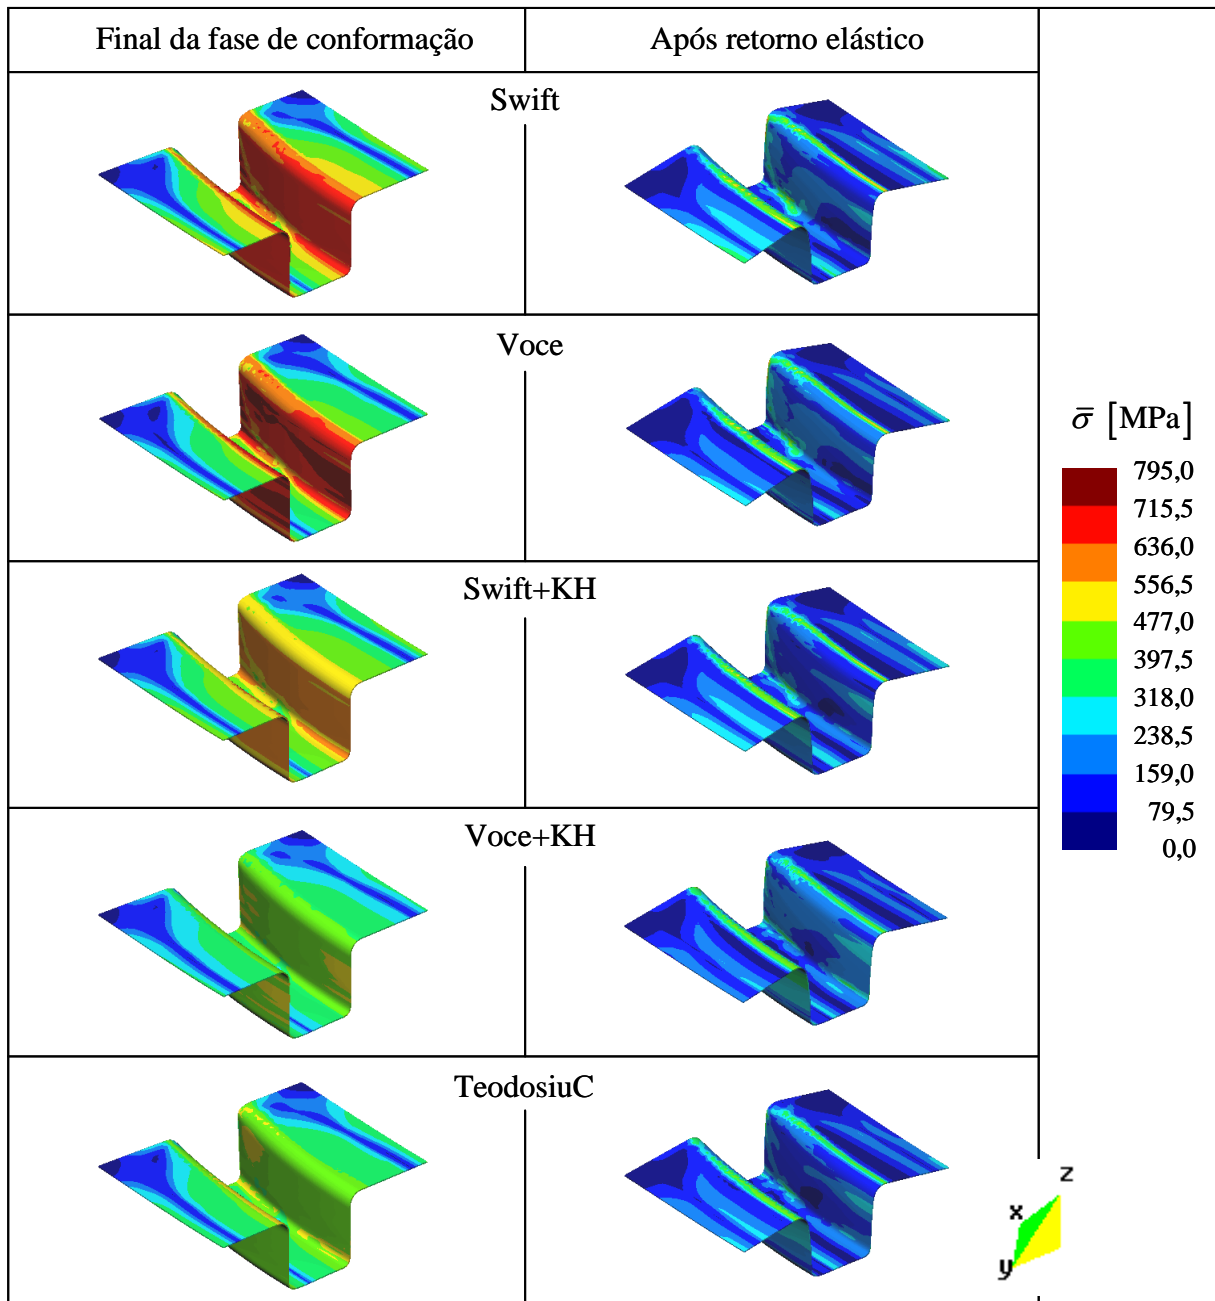 Final da fase de conformação
Após retorno elástico
Swift
Voce
Swift+KH
Voce+KH
TeodosiuC
σ̄ [MPa]
795,0
715,5
636,0
556,5
477,0
397,5
318,0
238,5
159,0
79,5
0,0
z
x
y